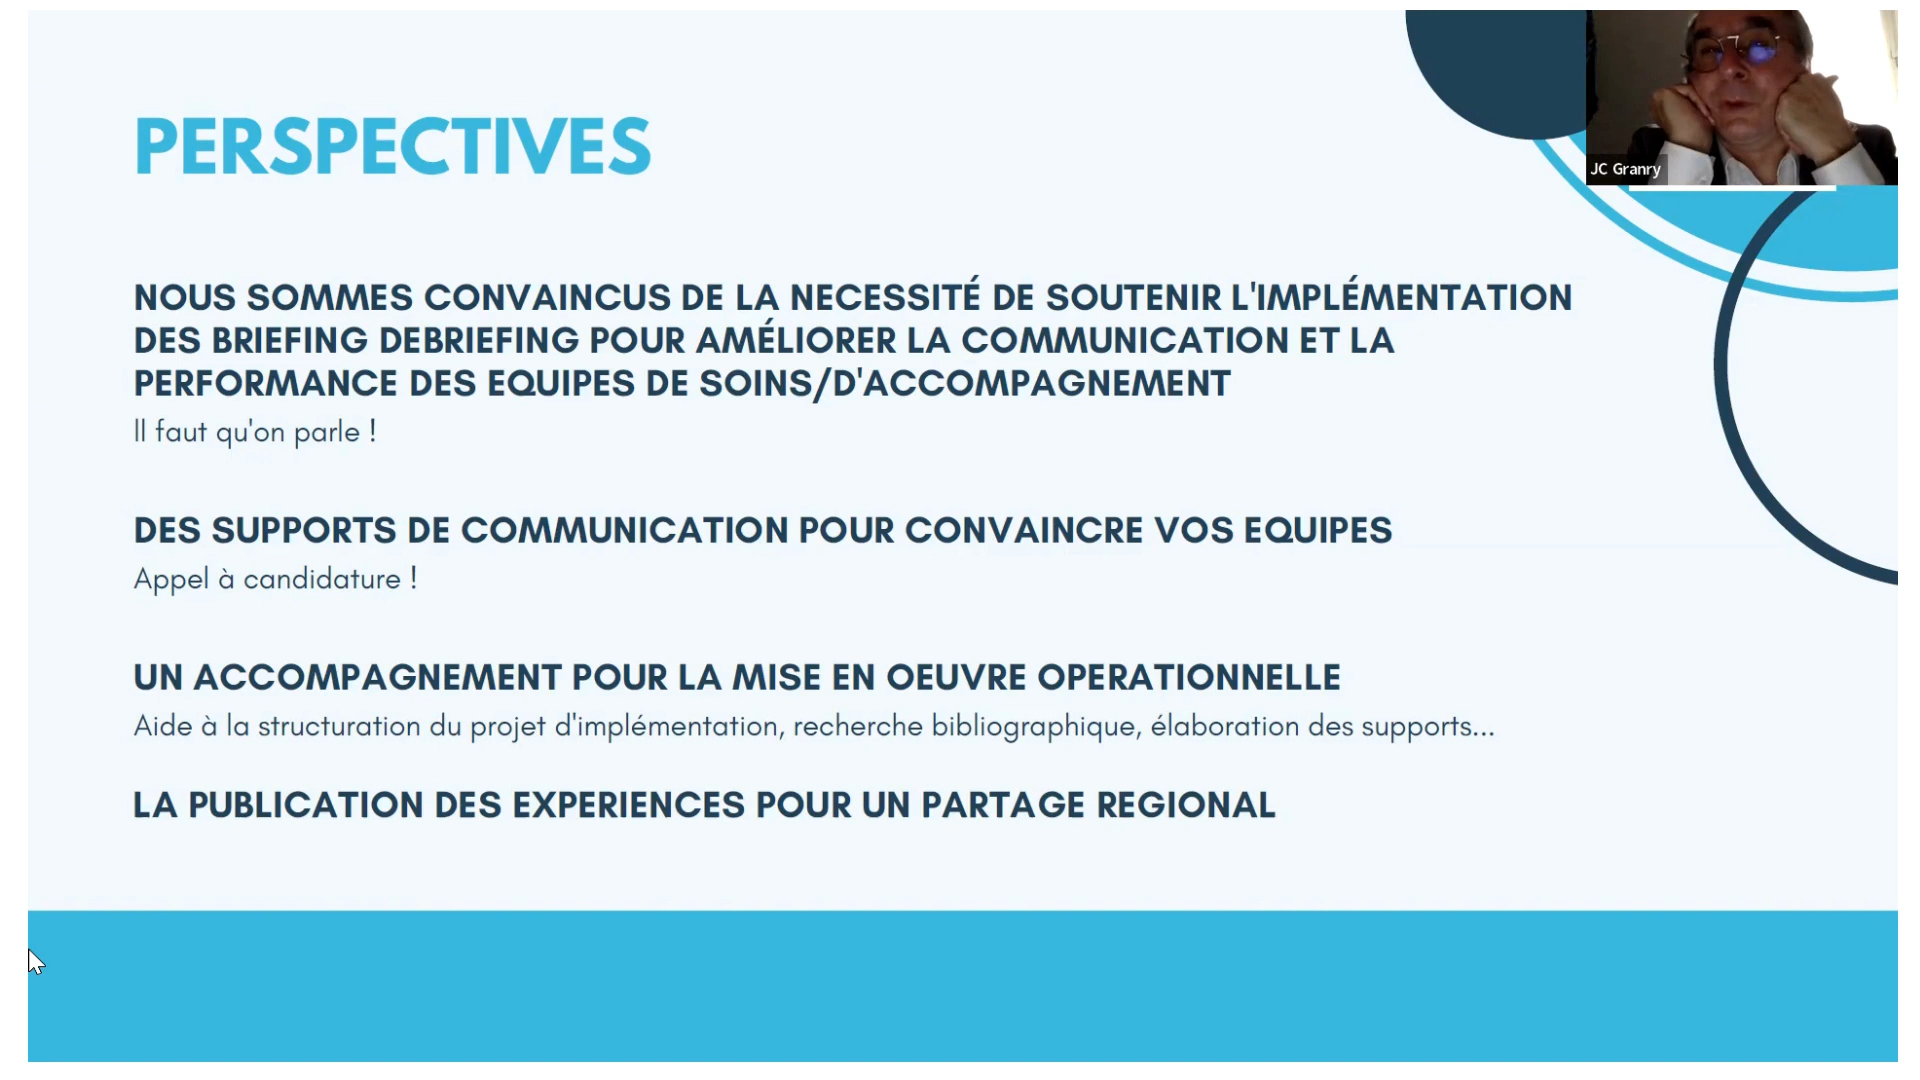 PERSPECTIVES
JC Granry
NOUS SOMMES CONVAINCUS DE LA NECESSITÉ DE SOUTENIR L'IMPLÉMENTATION
DES BRIEFING DEBRIEFING POUR AMÉLIORER LA COMMUNICATION ET LA
PERFORMANCE DES EQUIPES DE SOINS/D'ACCOMPAGNEMENT
Il faut qu'on parle !
DES SUPPORTS DE COMMUNICATION POUR CONVAINCRE VOS EQUIPES
Appel à candidature !
UN ACCOMPAGNEMENT POUR LA MISE EN OEUVRE OPERATIONNELLE
Aide à la structuration du projet d'implémentation, recherche bibliographique, élaboration des supports...
LA PUBLICATION DES EXPERIENCES POUR UN PARTAGE REGIONAL